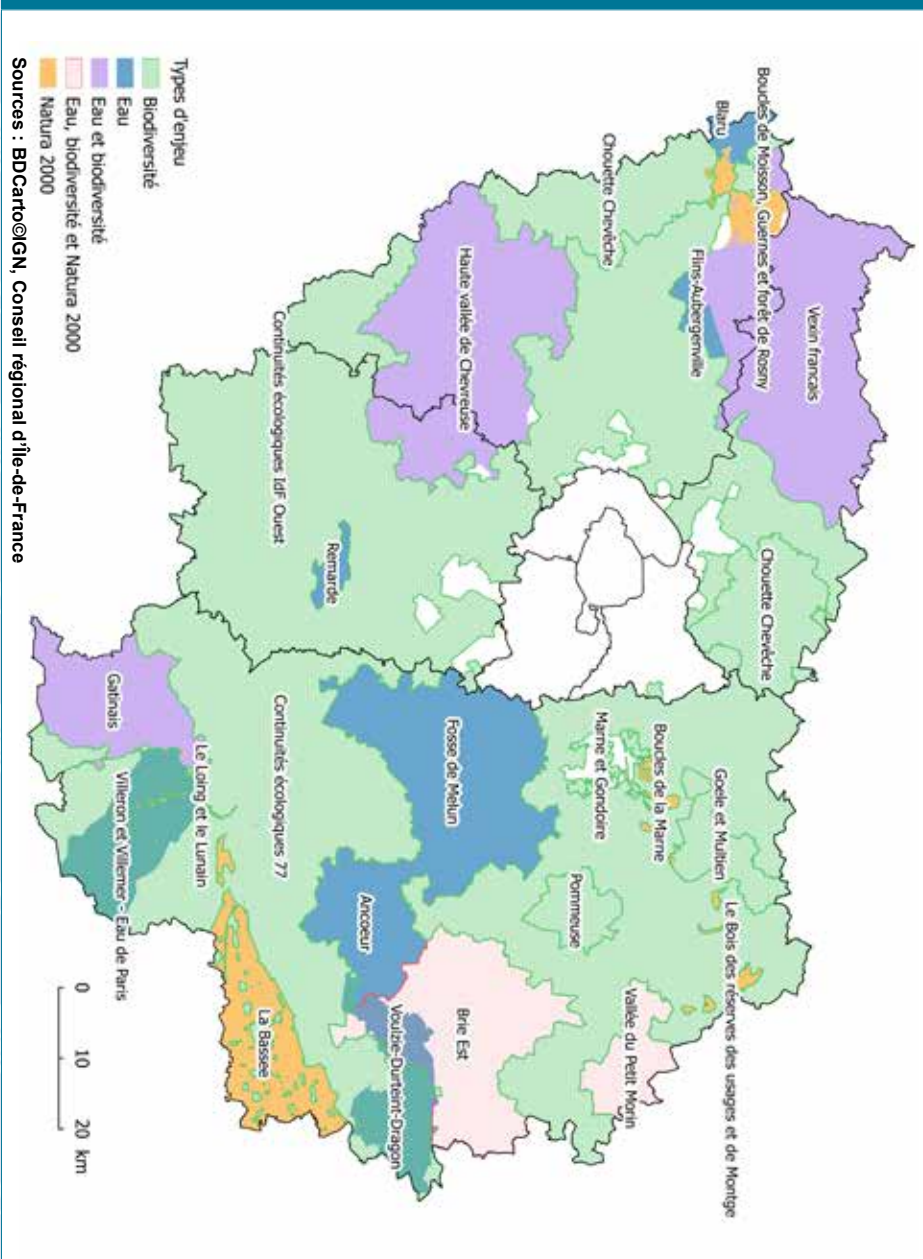 Boucles de Moisson, Guernes et forêt de Rosny
Blaru
Vexin francais
Chouette Chevêche
Flins-Aubergenville
Haute vallée de Chevreuse
Continuités écologiques IdF Ouest
Remarde
Chouette Chevêche
Goele et Multien
Le Bois des réserves des usages et de Montge
Boucles de la Marne
Marne et Gondoire
Pommeuse
Vallée du Petit Morin
Fosse de Melun
Brie Est
Ancoeur
Voulzie-Durteint-Dragon
Continuités écologiques 77
La Bassee
Le Loing et le Lunain
Gatinais
Villeron et Villemer - Eau de Paris
Types d'enjeu
Biodiversité
Eau
Eau et biodiversité
Eau, biodiversité et Natura 2000
Natura 2000
0 10 20 km
Sources : BDCarto©IGN, Conseil régional d'Île-de-France